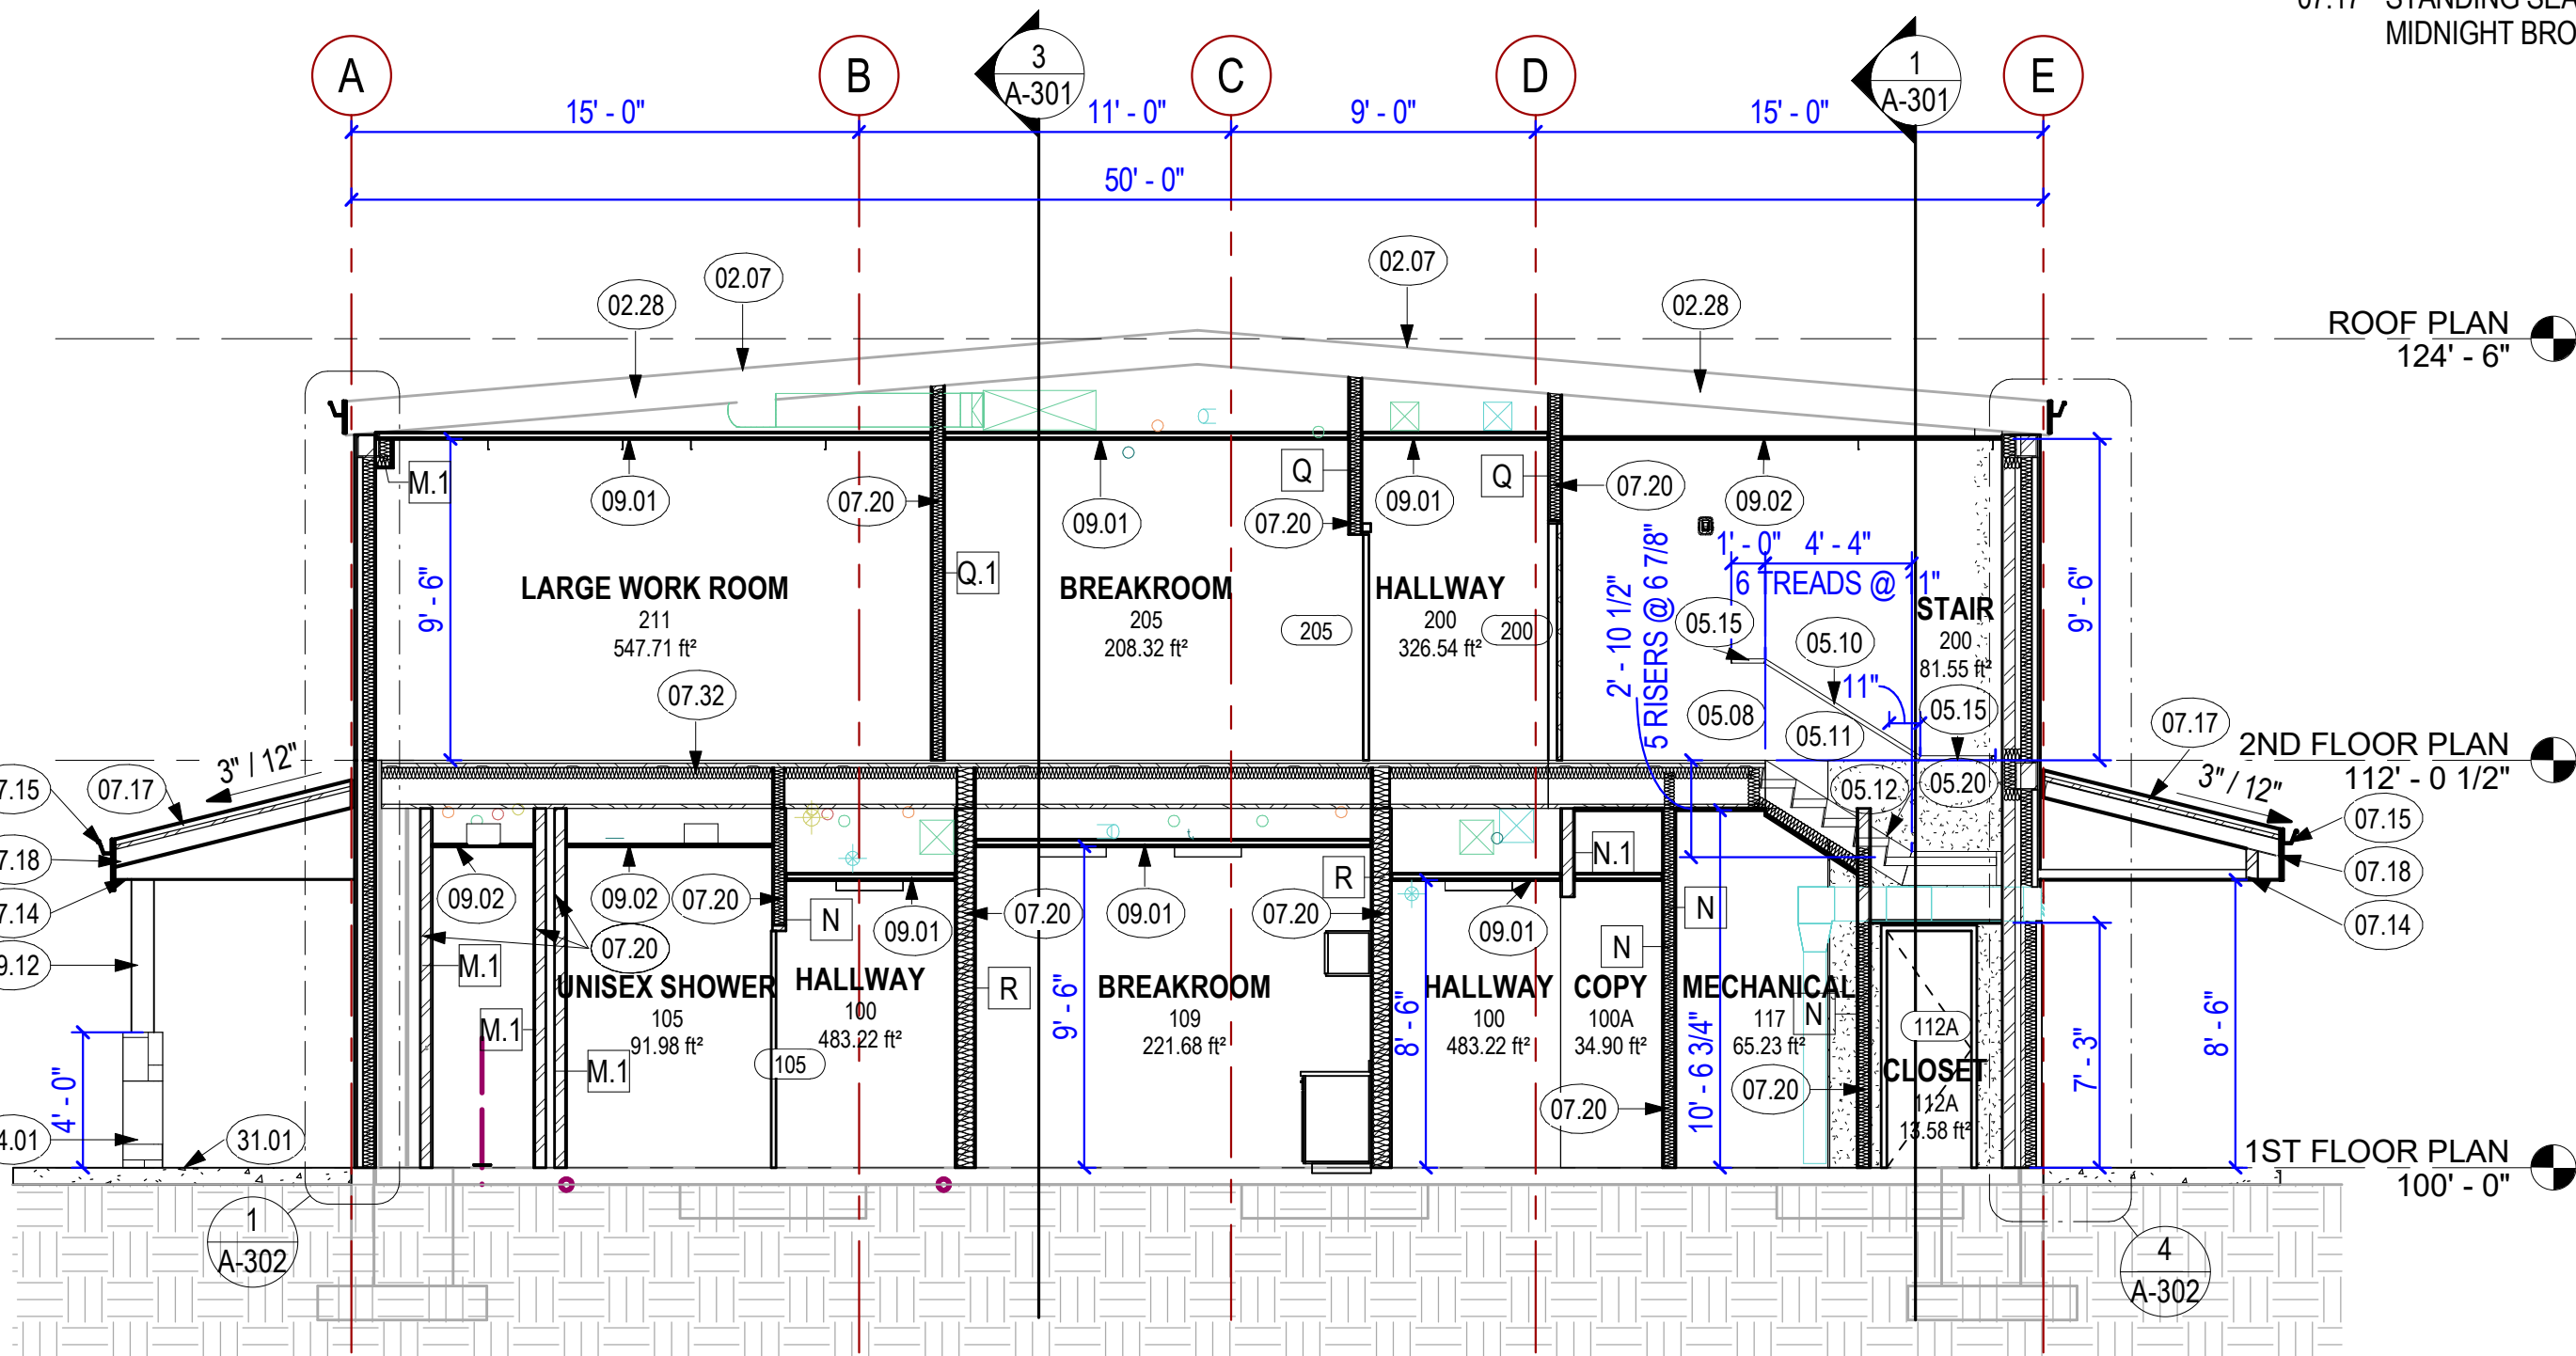 07.17 STANDING SEA
MIDNIGHT BRO
A
B
3
A-301
C
D
1
A-301
E
15' - 0"
11' - 0"
9' - 0"
15' - 0"
50' - 0"
02.28
02.07
02.07
02.28
ROOF PLAN
124' - 6"
M.1
09.01
07.20
09.01
Q
07.20
09.01
Q
07.20
09.02
9' - 6"
LARGE WORK ROOM
211
547.71 ft²
Q.1
BREAKROOM
205
208.32 ft²
205
HALLWAY
200
326.54 ft²
200
2' - 10 1/2"
5 RISERS @ 6 7/8"
1' - 0"
4' - 4"
6 TREADS @ 11"
STAIR
200
81.55 ft²
9' - 6"
05.15
05.10
11"
05.15
05.08
05.11
05.12
05.20
07.32
07.17
2ND FLOOR PLAN
112' - 0 1/2"
3" / 12"
3" / 12"
7.15
07.17
7.18
7.14
9.12
07.15
07.18
07.14
09.02
09.02
07.20
N
09.01
07.20
09.01
07.20
R
09.01
N
N
07.20
M.1
M.1
M.1
UNISEX SHOWER
105
91.98 ft²
105
HALLWAY
100
483.22 ft²
R
9' - 6"
BREAKROOM
109
221.68 ft²
8' - 6"
HALLWAY
100
483.22 ft²
COPY
100A
34.90 ft²
07.20
10' - 6 3/4"
MECHANICAL
117
65.23 ft²
N
07.20
112A
CLOSET
112A
13.58 ft²
7' - 3"
8' - 6"
4' - 0"
4.01
31.01
1ST FLOOR PLAN
100' - 0"
1
A-302
4
A-302